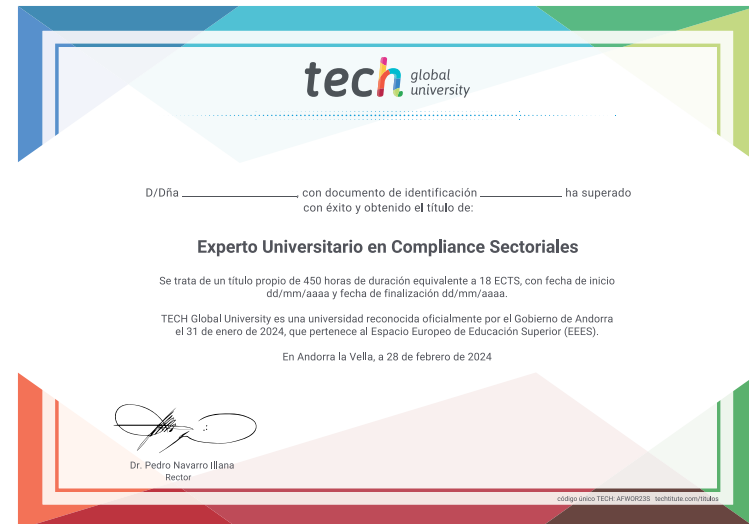 tech global university
D/Dña ____________________, con documento de identificación ______________ ha superado
con éxito y obtenido el título de:
Experto Universitario en Compliance Sectoriales
Se trata de un título propio de 450 horas de duración equivalente a 18 ECTS, con fecha de inicio
dd/mm/aaaa y fecha de finalización dd/mm/aaaa.
TECH Global University es una universidad reconocida oficialmente por el Gobierno de Andorra
el 31 de enero de 2024, que pertenece al Espacio Europeo de Educación Superior (EEES).
En Andorra la Vella, a 28 de febrero de 2024
Dr. Pedro Navarro Illana
Rector
código único TECH: AFWOR23S techtitute.com/titulos